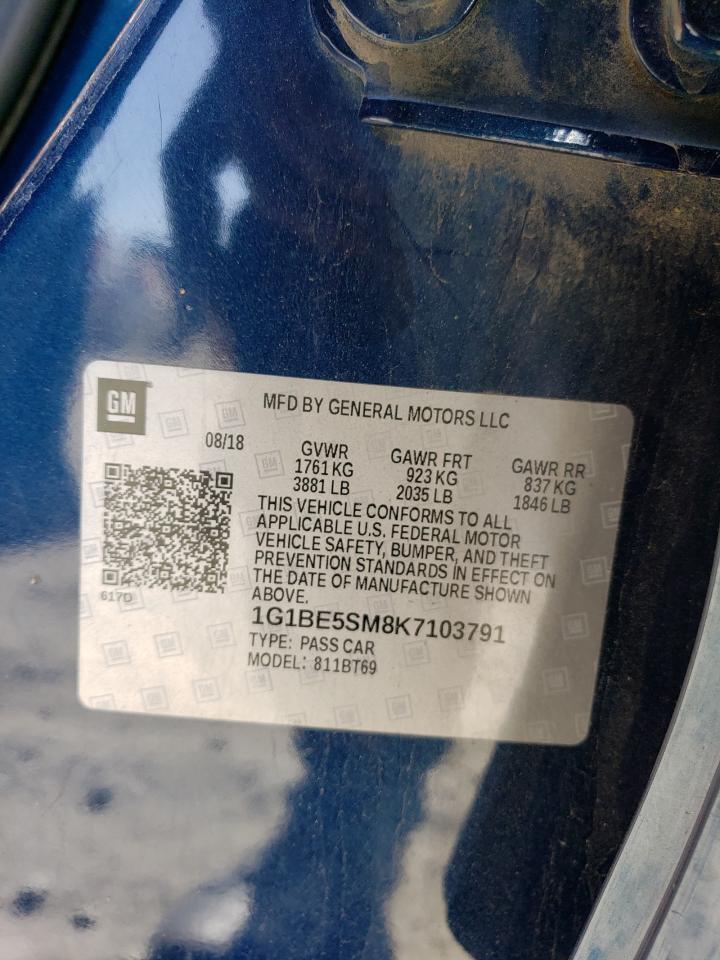 GM
MFD BY GENERAL MOTORS LLC
08/18
GVWR GAWR FRT GAWR RR
1761 KG 923 KG 837 KG
3881 LB 2035 LB 1846 LB
THIS VEHICLE CONFORMS TO ALL
APPLICABLE U.S. FEDERAL MOTOR
VEHICLE SAFETY, BUMPER, AND THEFT
PREVENTION STANDARDS IN EFFECT ON
THE DATE OF MANUFACTURE SHOWN
ABOVE.
617D
1G1BE5SM8K7103791
TYPE: PASS CAR
MODEL: 811BT69